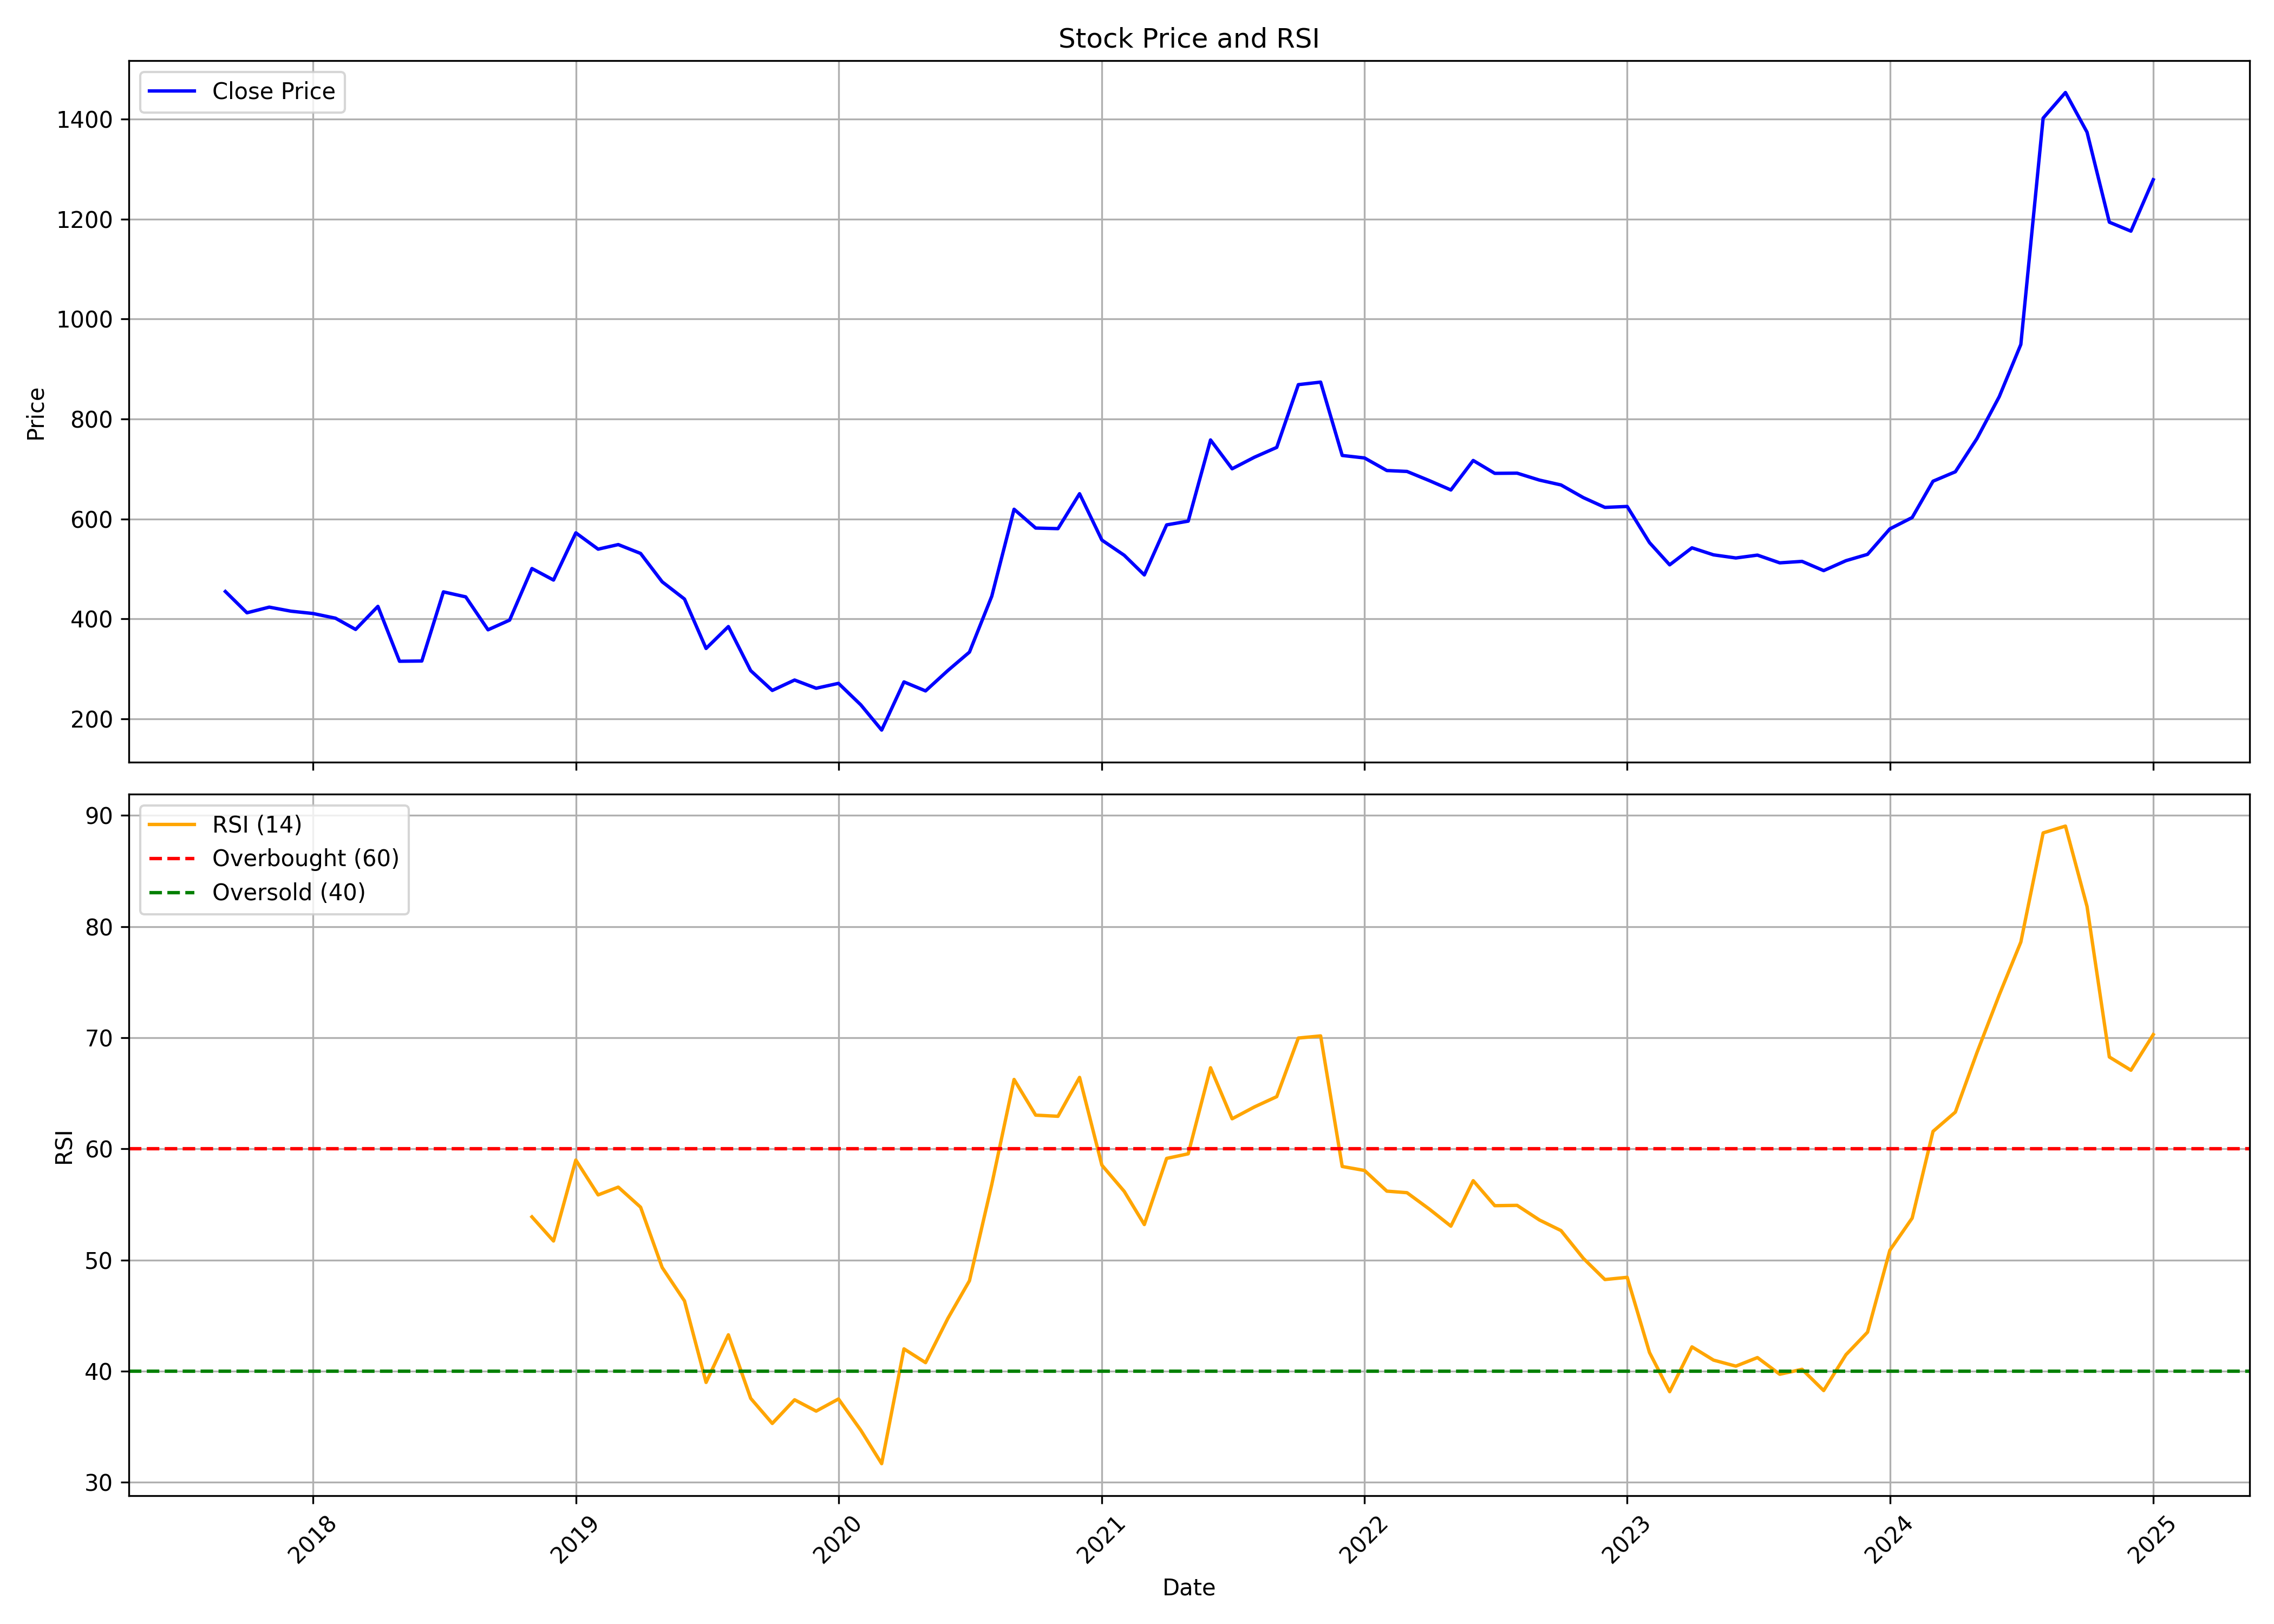 Stock Price and RSI
Close Price
1400
1200
1000
800
600
400
200
Price
90
80
70
60
50
40
30
RSI
RSI (14)
Overbought (60)
Oversold (40)
2018
2019
2020
2021
2022
2023
2024
2025
Date